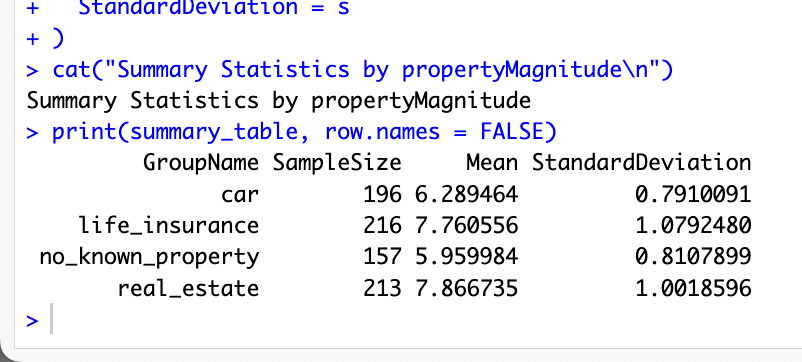 +   StandardDeviation = s
+ )
> cat("Summary Statistics by propertyMagnitude\n")
Summary Statistics by propertyMagnitude
> print(summary_table, row.names = FALSE)
         GroupName SampleSize     Mean StandardDeviation
               car        196 6.289464         0.7910091
    life_insurance        216 7.760556         1.0792480
 no_known_property        157 5.959984         0.8107899
       real_estate        213 7.866735         1.0018596
>